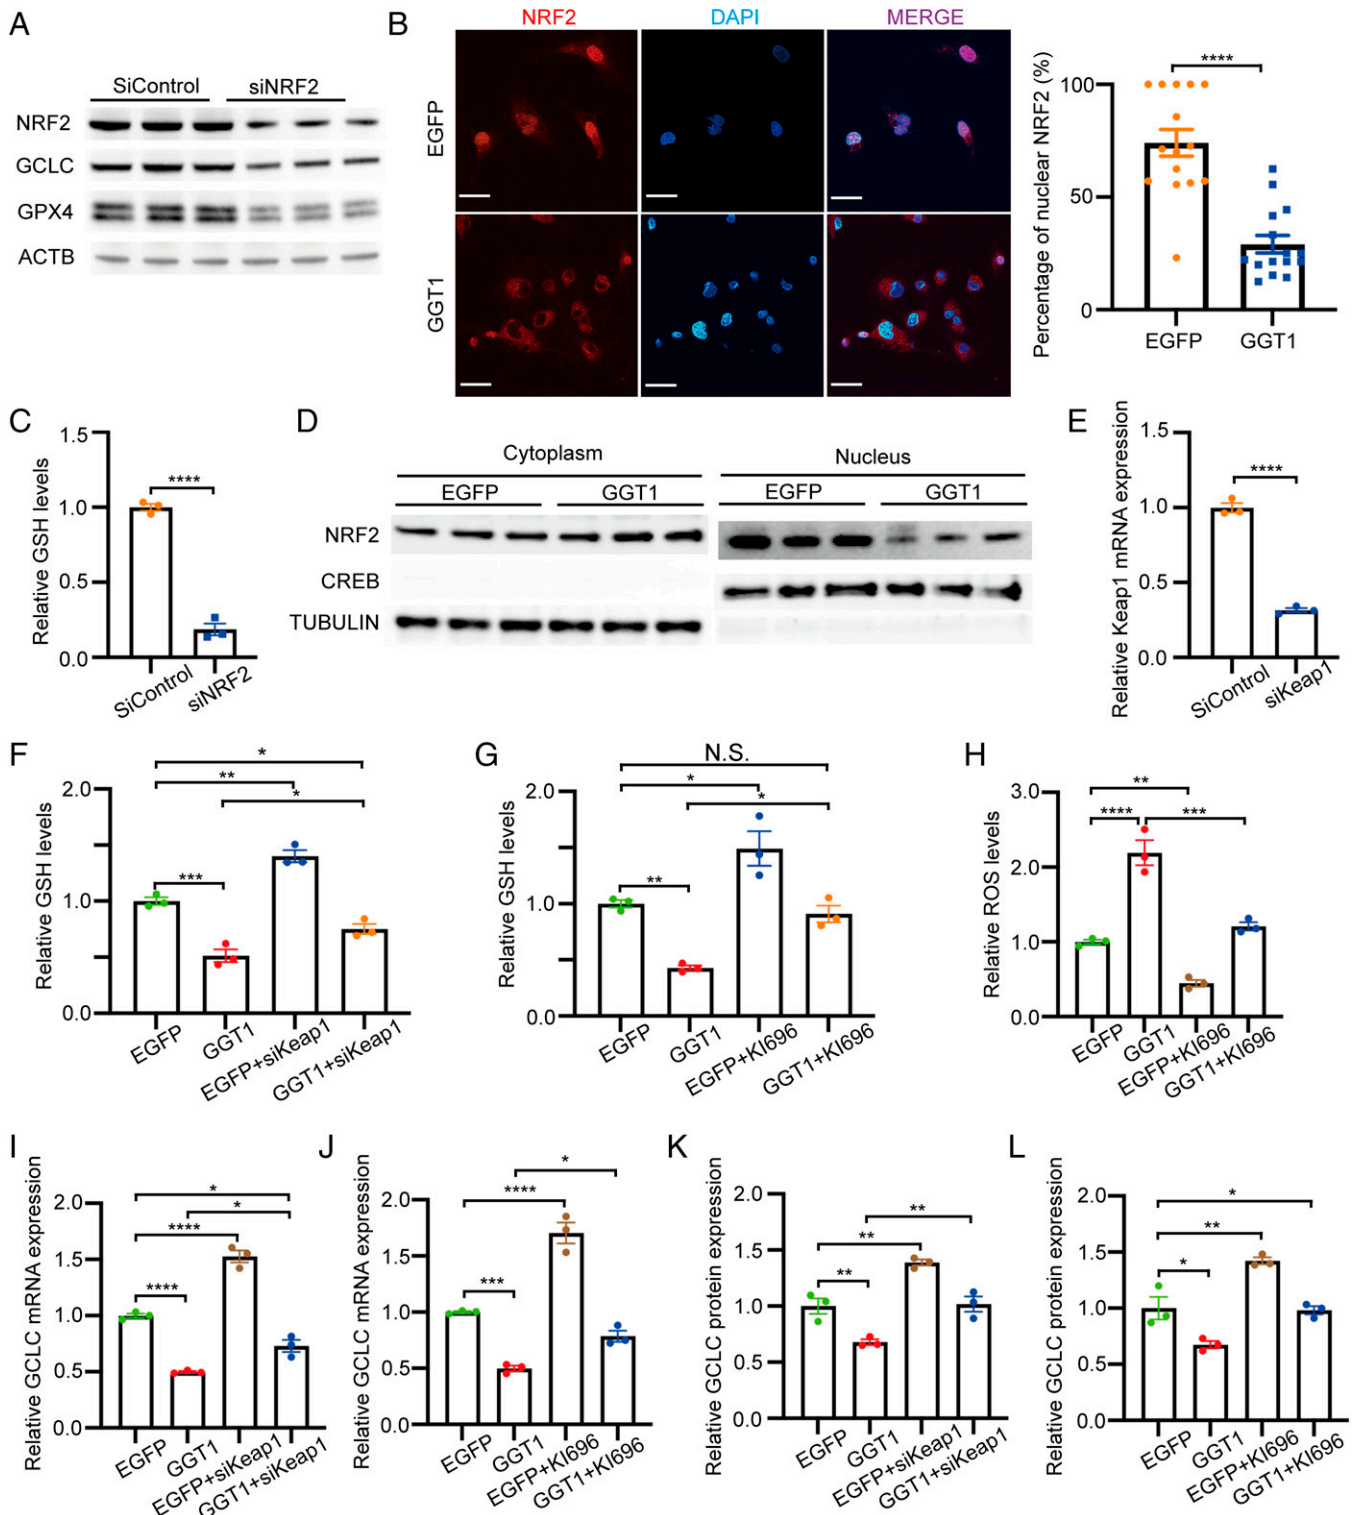 A
SiControl siNRF2
NRF2
GCLC
GPX4
ACTB
B
NRF2 DAPI MERGE
EGFP
GGT1
Percentage of nuclear NRF2 (%)
****
100
50
0
EGFP GGT1
C
Relative GSH levels
1.5
1.0
0.5
0.0
****
SiControl siNRF2
D
Cytoplasm Nucleus
EGFP GGT1 EGFP GGT1
NRF2
CREB
TUBULIN
E
Relative Keap1 mRNA expression
1.5
1.0
0.5
0.0
****
SiControl siKeap1
F
Relative GSH levels
2.0
1.0
0.0
*
**
*
***
EGFP GGT1 EGFP+siKeap1 GGT1+siKeap1
G
Relative GSH levels
2.0
1.0
0.0
N.S.
*
*
**
EGFP GGT1 EGFP+KI696 GGT1+KI696
H
Relative ROS levels
3.0
2.0
1.0
0.0
**
**** ***
EGFP GGT1 EGFP+KI696 GGT1+KI696
I
Relative GCLC mRNA expression
2.0
1.5
1.0
0.5
0.0
*
*
****
****
EGFP GGT1 EGFP+siKeap1 GGT1+siKeap1
J
Relative GCLC mRNA expression
2.0
1.5
1.0
0.5
0.0
*
****
***
EGFP GGT1 EGFP+KI696 GGT1+KI696
K
Relative GCLC protein expression
2.0
1.5
1.0
0.5
0.0
**
**
**
EGFP GGT1 EGFP+siKeap1 GGT1+siKeap1
L
Relative GCLC protein expression
2.0
1.5
1.0
0.5
0.0
*
**
*
EGFP GGT1 EGFP+KI696 GGT1+KI696